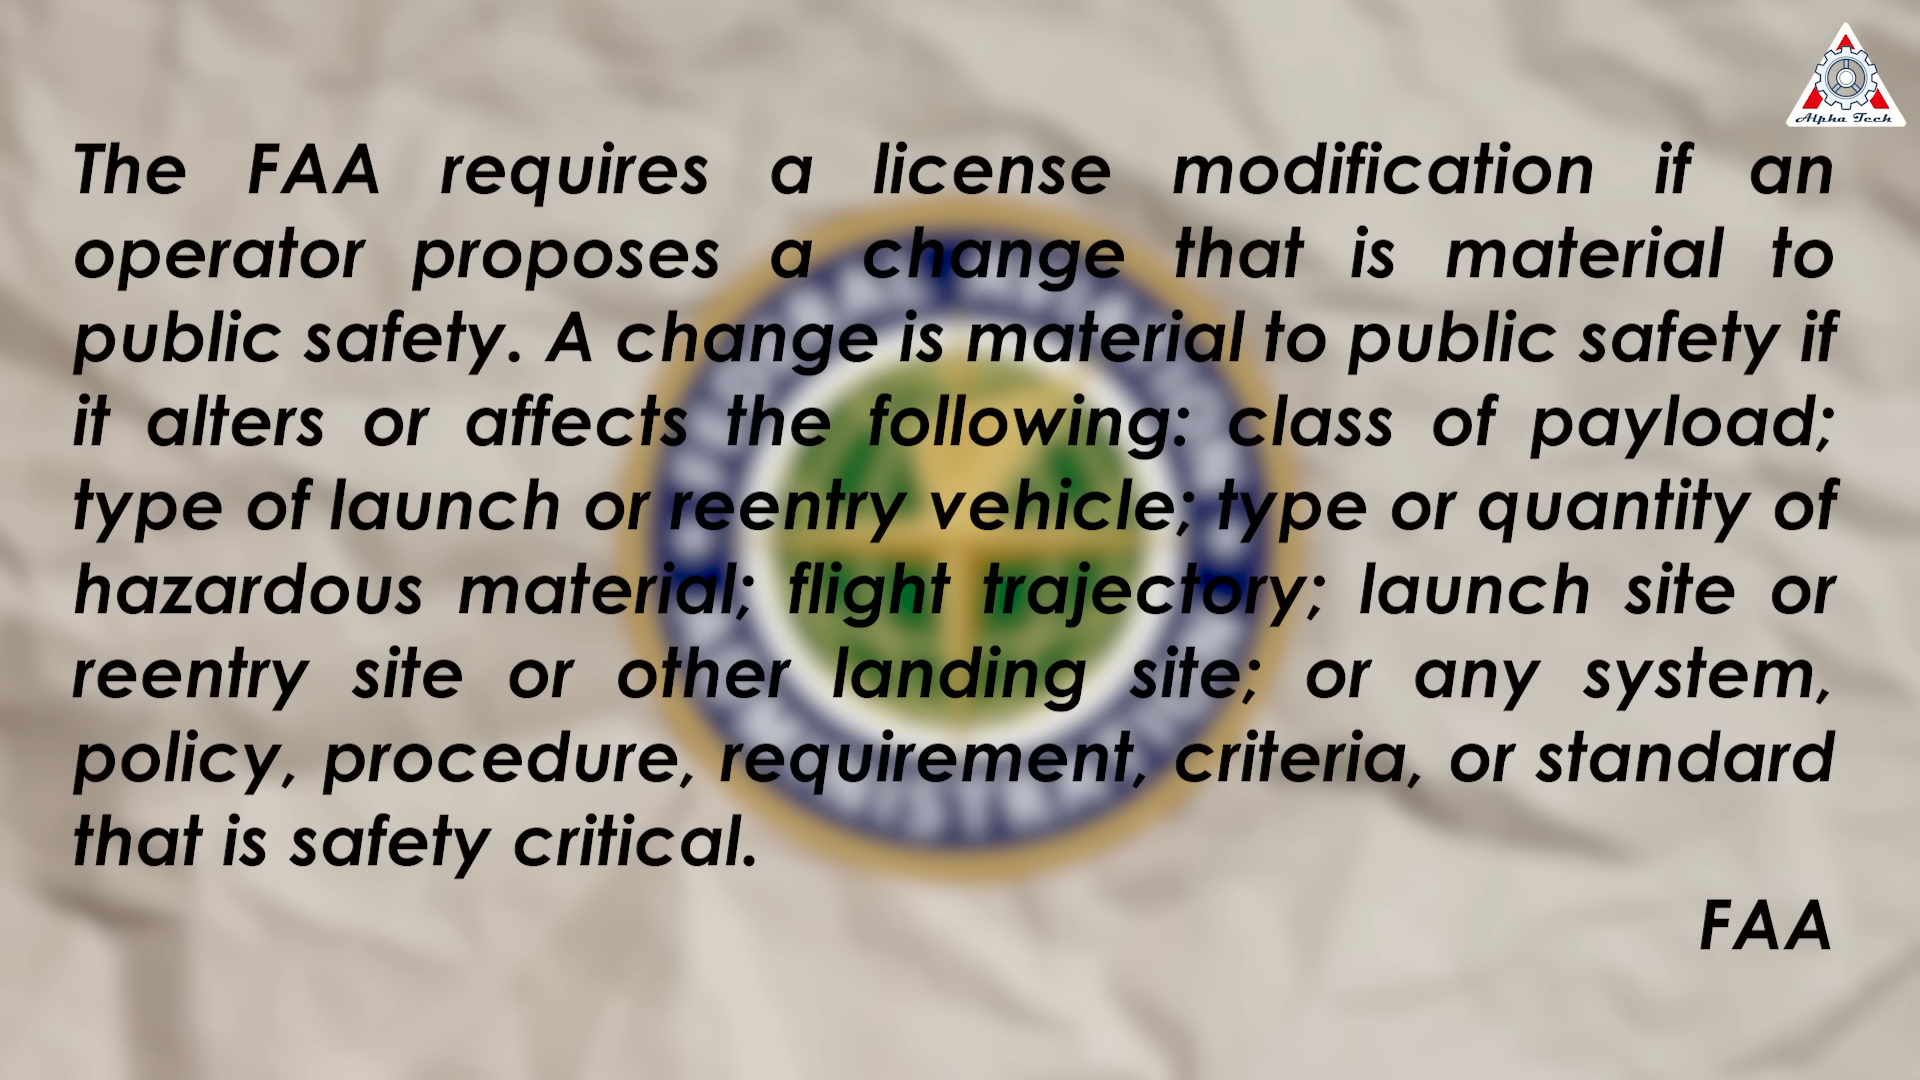 Alpha Tech
The FAA requires a license modification if an
operator proposes a change that is material to
public safety. A change is material to public safety if
it alters or affects the following: class of payload;
type of launch or reentry vehicle; type or quantity of
hazardous material; flight trajectory; launch site or
reentry site or other landing site; or any system,
policy, procedure, requirement, criteria, or standard
that is safety critical.
FAA